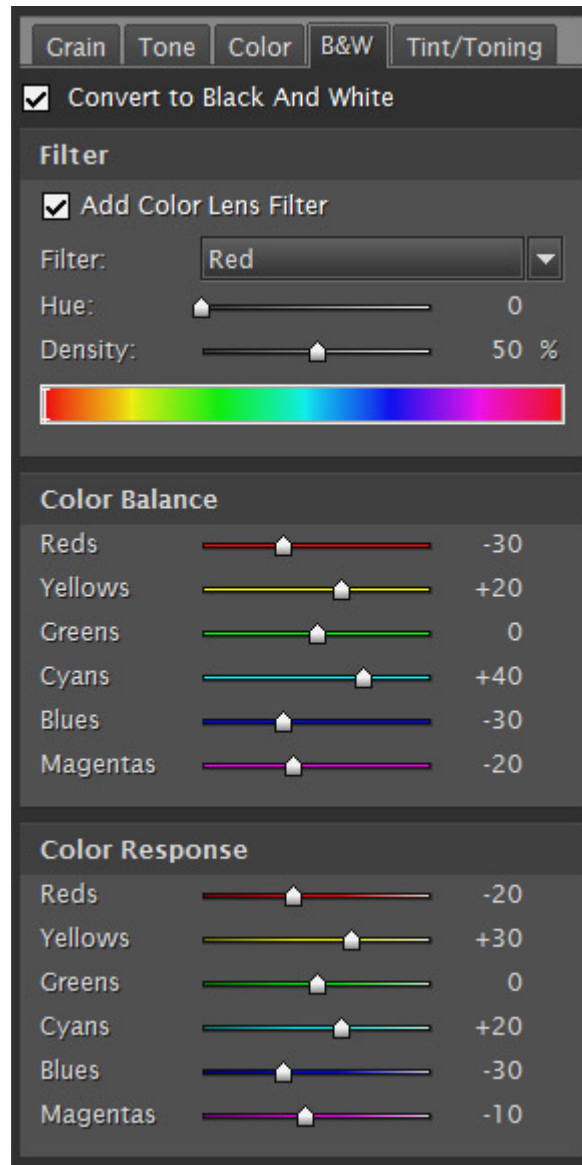 Grain Tone Color B&W Tint/Toning
Convert to Black And White
Filter
Add Color Lens Filter
Filter: Red
Hue: 0
Density: 50 %
Color Balance
Reds -30
Yellows +20
Greens 0
Cyans +40
Blues -30
Magentas -20
Color Response
Reds -20
Yellows +30
Greens 0
Cyans +20
Blues -30
Magentas -10